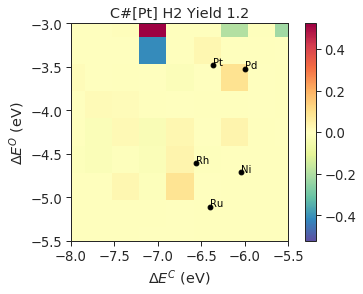 C#[Pt] H2 Yield 1.2
−3.0
−3.5
−4.0
−4.5
−5.0
−5.5
ΔE^O (eV)
Pt
Pd
Rh
Ni
Ru
−8.0 −7.5 −7.0 −6.5 −6.0 −5.5
ΔE^C (eV)
0.4
0.2
0.0
−0.2
−0.4